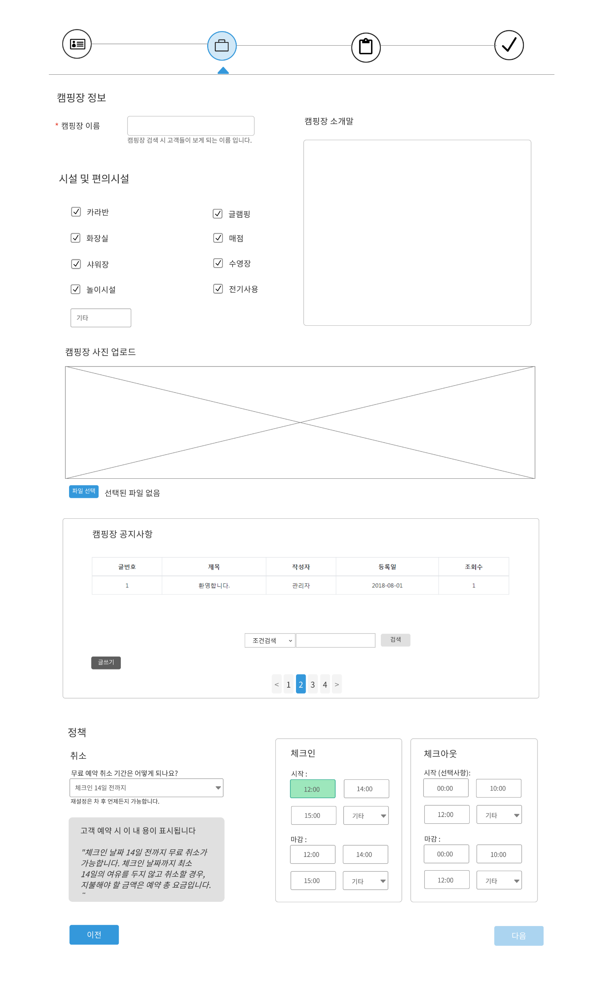 캠핑장 정보
* 캠핑장 이름
캠핑장 검색 시 고객들이 보게 되는 이름 입니다.
캠핑장 소개말
시설 및 편의시설
카라반
글램핑
화장실
매점
샤워장
수영장
놀이시설
전기사용
기타
캠핑장 사진 업로드
파일 선택
선택된 파일 없음
캠핑장 공지사항
글번호 제목 작성자 등록일 조회수
1 환영합니다. 관리자 2018-08-01 1
조건검색
검색
글쓰기
< 1 2 3 4 >
정책
취소
무료 예약 취소 기간은 어떻게 되나요?
체크인 14일 전까지
재설정은 차 후 언제든지 가능합니다.
고객 예약 시 이 내 용이 표시됩니다
"체크인 날짜 14일 전까지 무료 취소가
가능합니다. 체크인 날짜까지 최소
14일의 여유를 두지 않고 취소할 경우,
지불해야 할 금액은 예약 총 요금입니다.
"
체크인
시작 :
12:00 14:00
15:00 기타
마감 :
12:00 14:00
15:00 기타
체크아웃
시작 (선택사항):
00:00 10:00
12:00 기타
마감 :
00:00 10:00
12:00 기타
이전
다음